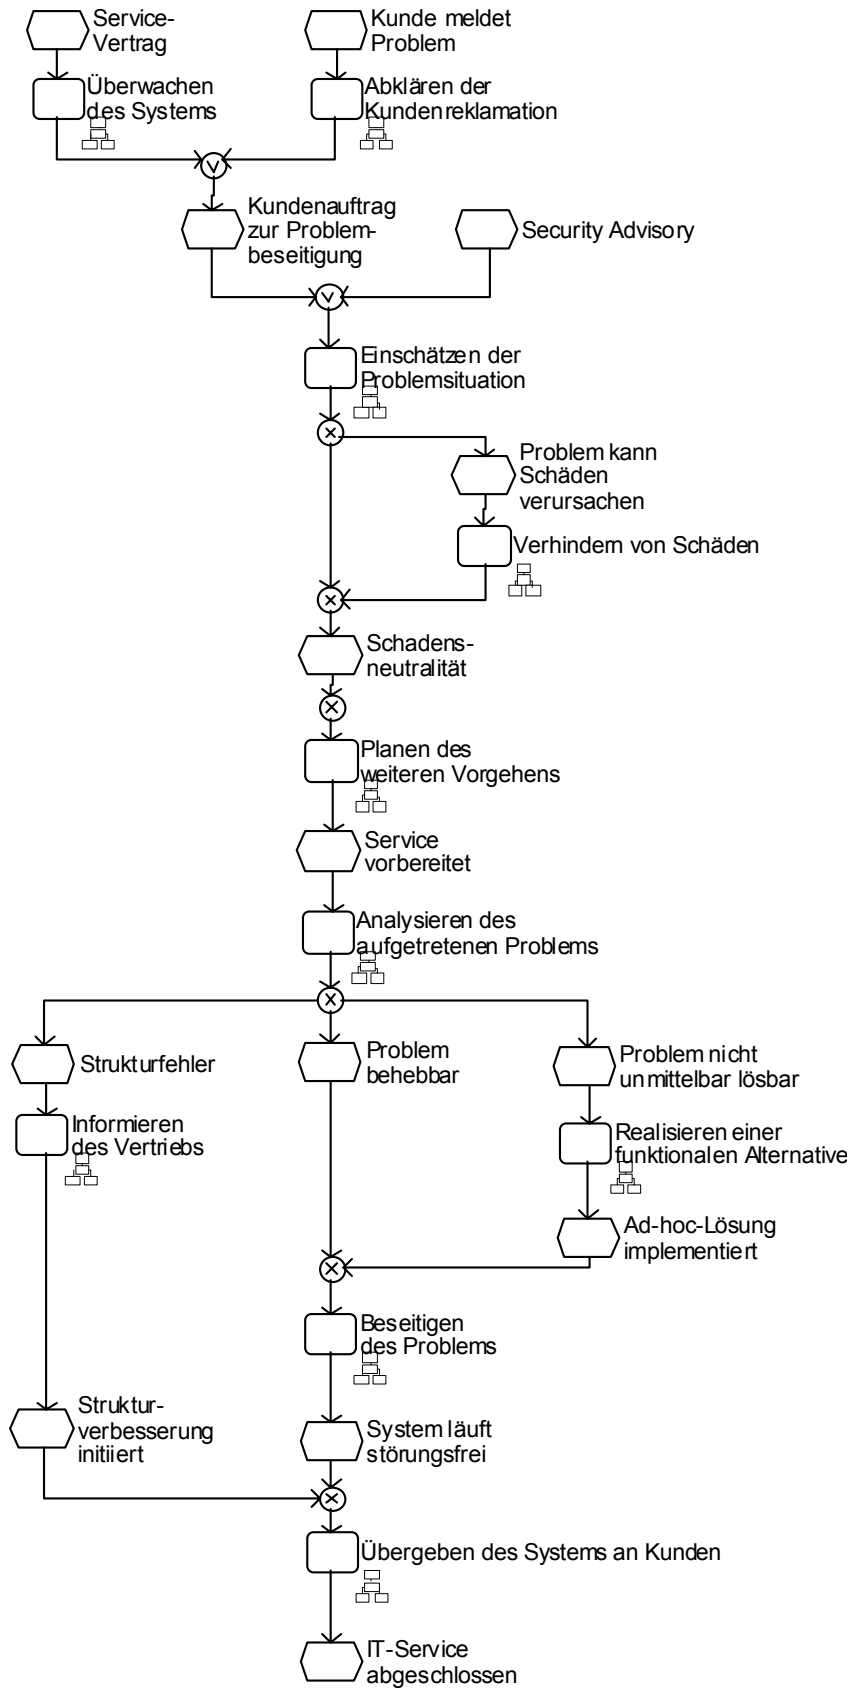 Service-
Vertrag
Kunde meldet
Problem
Überwachen
des Systems
Abklären der
Kundenreklamation
V
Kundenauftrag
zur Problem-
beseitigung
Security Advisory
V
Einschätzen der
Problemsituation
X
Problem kann
Schäden
verursachen
Verhindern von Schäden
X
Schadens-
neutralität
X
Planen des
weiteren Vorgehens
Service
vorbereitet
Analysieren des
aufgetretenen Problems
X
Strukturfehler
Problem
behebbar
Problem nicht
unmittelbar lösbar
Informieren
des Vertriebs
Realisieren einer
funktionalen Alternative
Ad-hoc-Lösung
implementiert
X
Beseitigen
des Problems
Struktur-
verbesserung
initiiert
System läuft
störungsfrei
X
Übergeben des Systems an Kunden
IT-Service
abgeschlossen